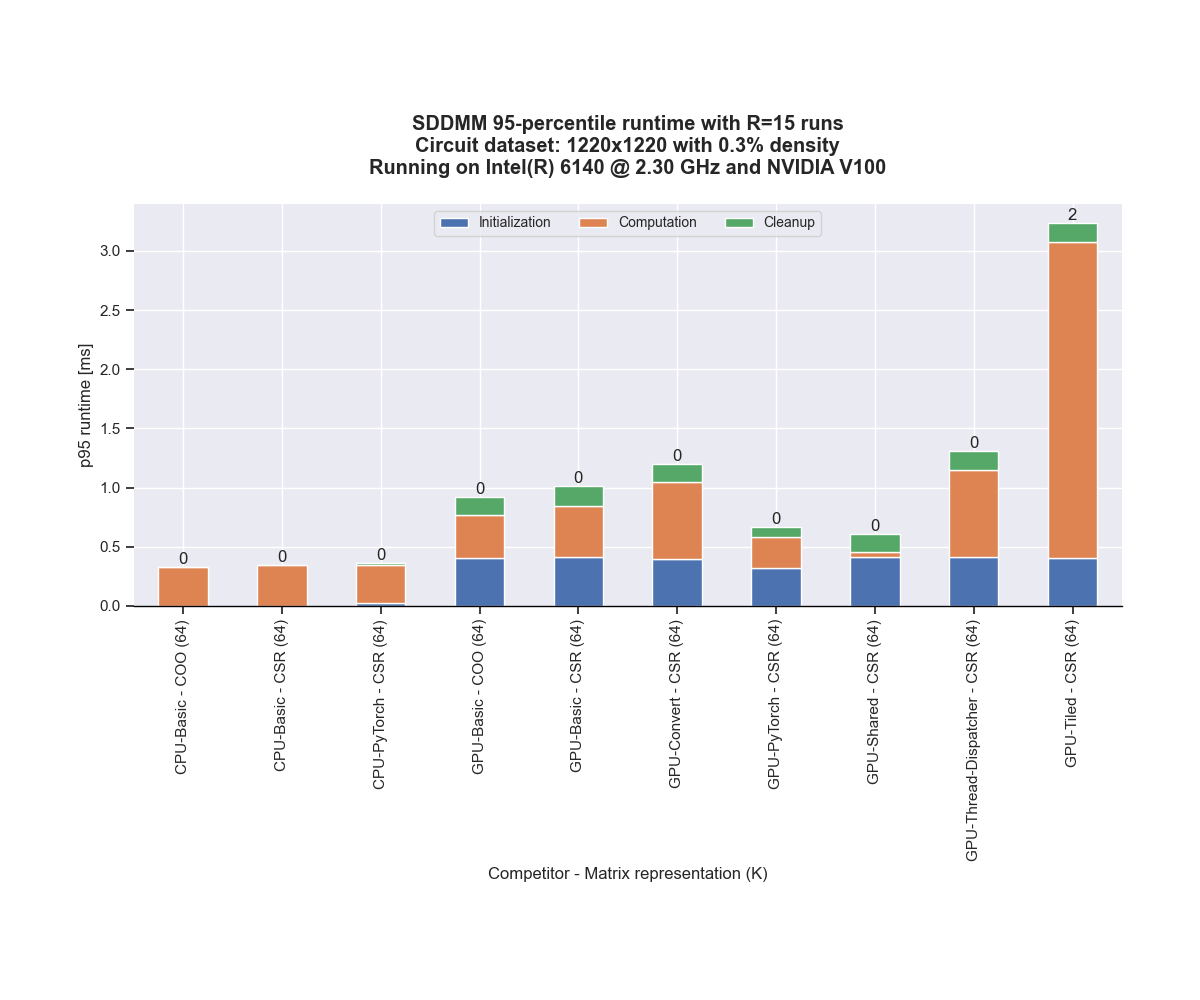 SDDMM 95-percentile runtime with R=15 runs
Circuit dataset: 1220x1220 with 0.3% density
Running on Intel(R) 6140 @ 2.30 GHz and NVIDIA V100
Initialization Computation Cleanup
p95 runtime [ms]
3.0
2.5
2.0
1.5
1.0
0.5
0.0
0 0 0 0 0 0 0 0 0 2
CPU-Basic - COO (64)
CPU-Basic - CSR (64)
CPU-PyTorch - CSR (64)
GPU-Basic - COO (64)
GPU-Basic - CSR (64)
GPU-Convert - CSR (64)
GPU-PyTorch - CSR (64)
GPU-Shared - CSR (64)
GPU-Thread-Dispatcher - CSR (64)
GPU-Tiled - CSR (64)
Competitor - Matrix representation (K)